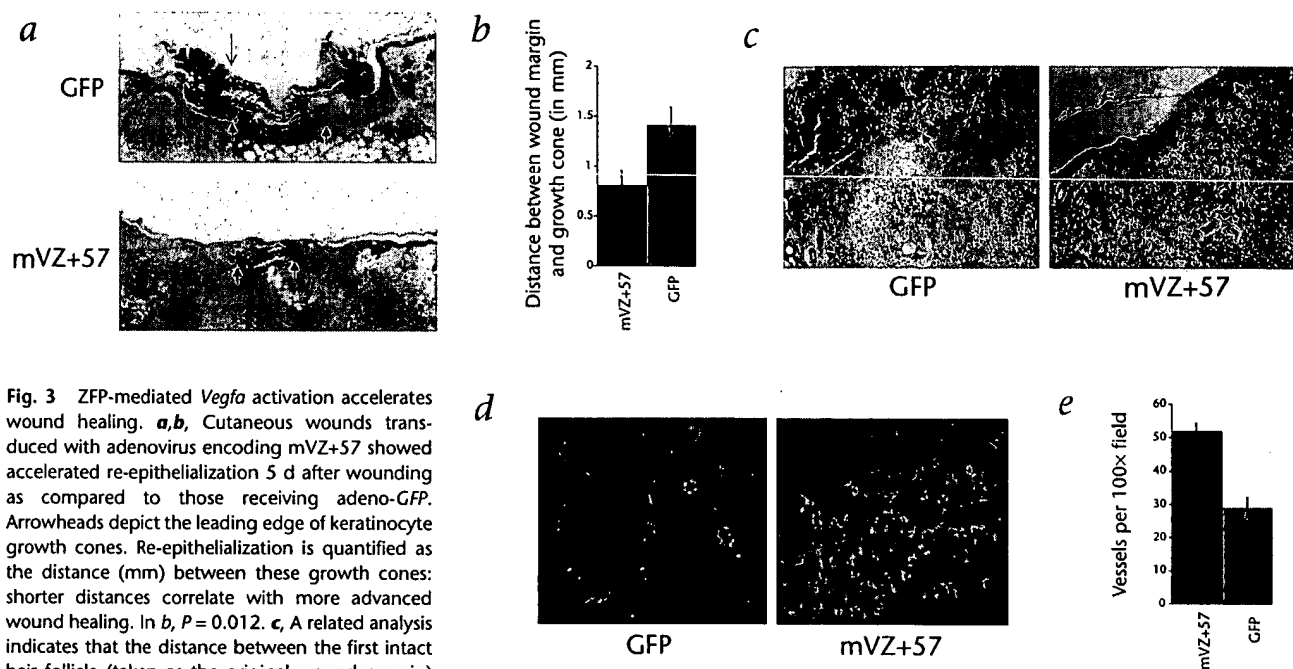 a
GFP
mVZ+57
b
Distance between wound margin
and growth cone (in mm)
2
1.5
1
0.5
0
mVZ+57
GFP
c
GFP
mVZ+57
Fig. 3 ZFP-mediated Vegfa activation accelerates
wound healing. a,b, Cutaneous wounds trans-
duced with adenovirus encoding mVZ+57 showed
accelerated re-epithelialization 5 d after wounding
as compared to those receiving adeno-GFP.
Arrowheads depict the leading edge of keratinocyte
growth cones. Re-epithelialization is quantified as
the distance (mm) between these growth cones:
shorter distances correlate with more advanced
wound healing. In b, P = 0.012. c, A related analysis
indicates that the distance between the first intact
d
GFP
mVZ+57
e
Vessels per 100x field
60
50
40
30
20
10
0
mVZ+57
GFP